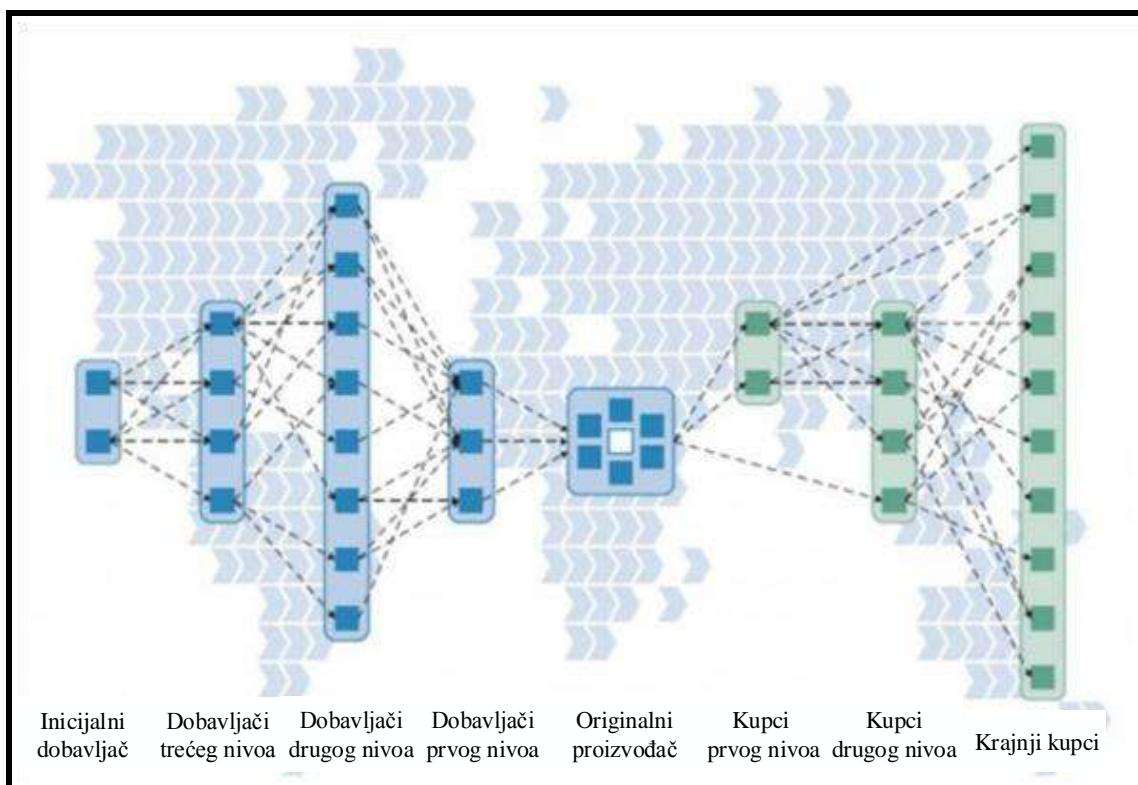 Inicijalni
dobavljač
Dobavljači
trećeg nivoa
Dobavljači
drugog nivoa
Dobavljači
prvog nivoa
Originalni
proizvođač
Kupci
prvog nivoa
Kupci
drugog nivoa
Krajnji kupci